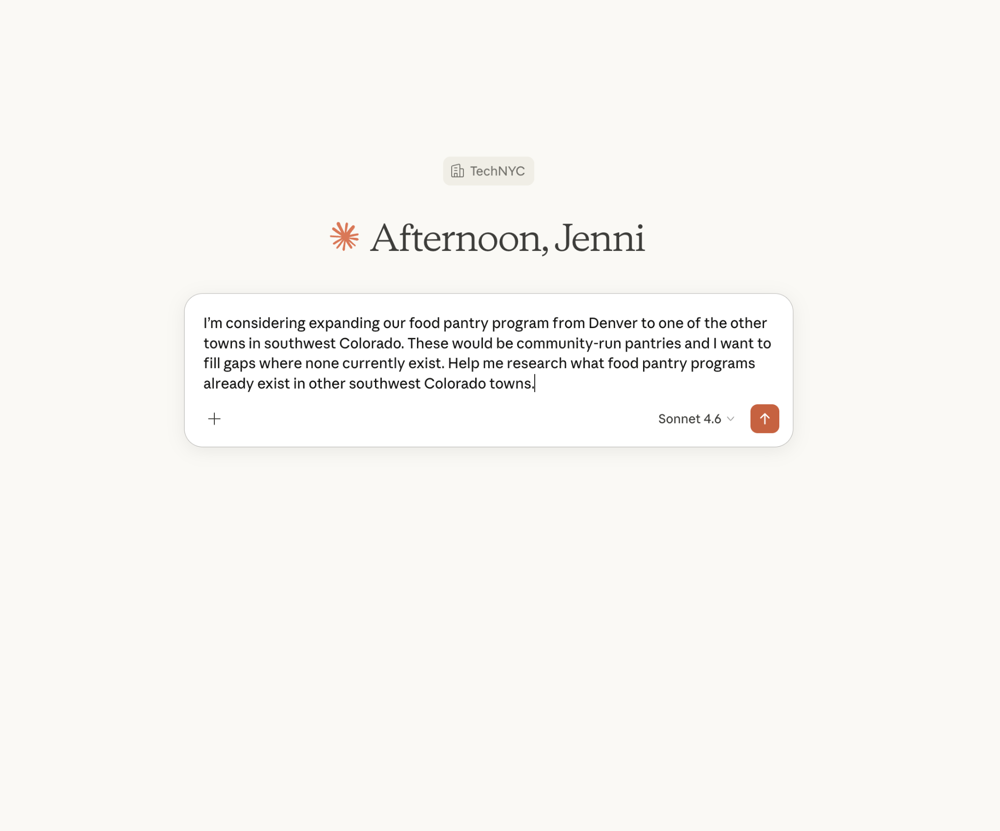 TechNYC
Afternoon, Jenni
I’m considering expanding our food pantry program from Denver to one of the other
towns in southwest Colorado. These would be community-run pantries and I want to
fill gaps where none currently exist. Help me research what food pantry programs
already exist in other southwest Colorado towns.
Sonnet 4.6